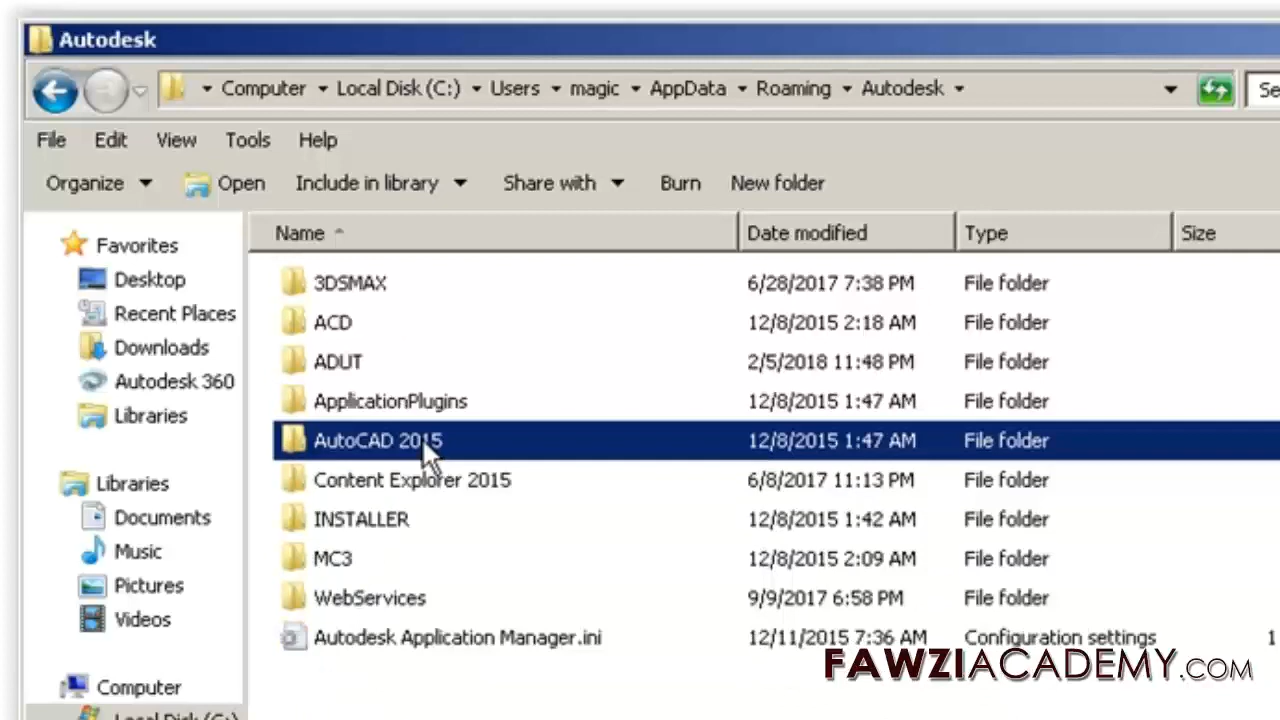 Autodesk
Computer Local Disk (C:) Users magic AppData Roaming Autodesk Se
File Edit View Tools Help
Organize Open Include in library Share with Burn New folder
Name Date modified Type Size
Favorites
Desktop
Recent Places
Downloads
Autodesk 360
Libraries
Libraries
Documents
Music
Pictures
Videos
Computer
Local Disk (C:)
3DSMAX 6/28/2017 7:38 PM File folder
ACD 12/8/2015 2:18 AM File folder
ADUT 2/5/2018 11:48 PM File folder
ApplicationPlugins 12/8/2015 1:47 AM File folder
AutoCAD 2015 12/8/2015 1:47 AM File folder
Content Explorer 2015 6/8/2017 11:13 PM File folder
INSTALLER 12/8/2015 1:42 AM File folder
MC3 12/8/2015 2:09 AM File folder
WebServices 9/9/2017 6:58 PM File folder
Autodesk Application Manager.ini 12/11/2015 7:36 AM Configuration settings 1
FAWZIACADEMY.COM